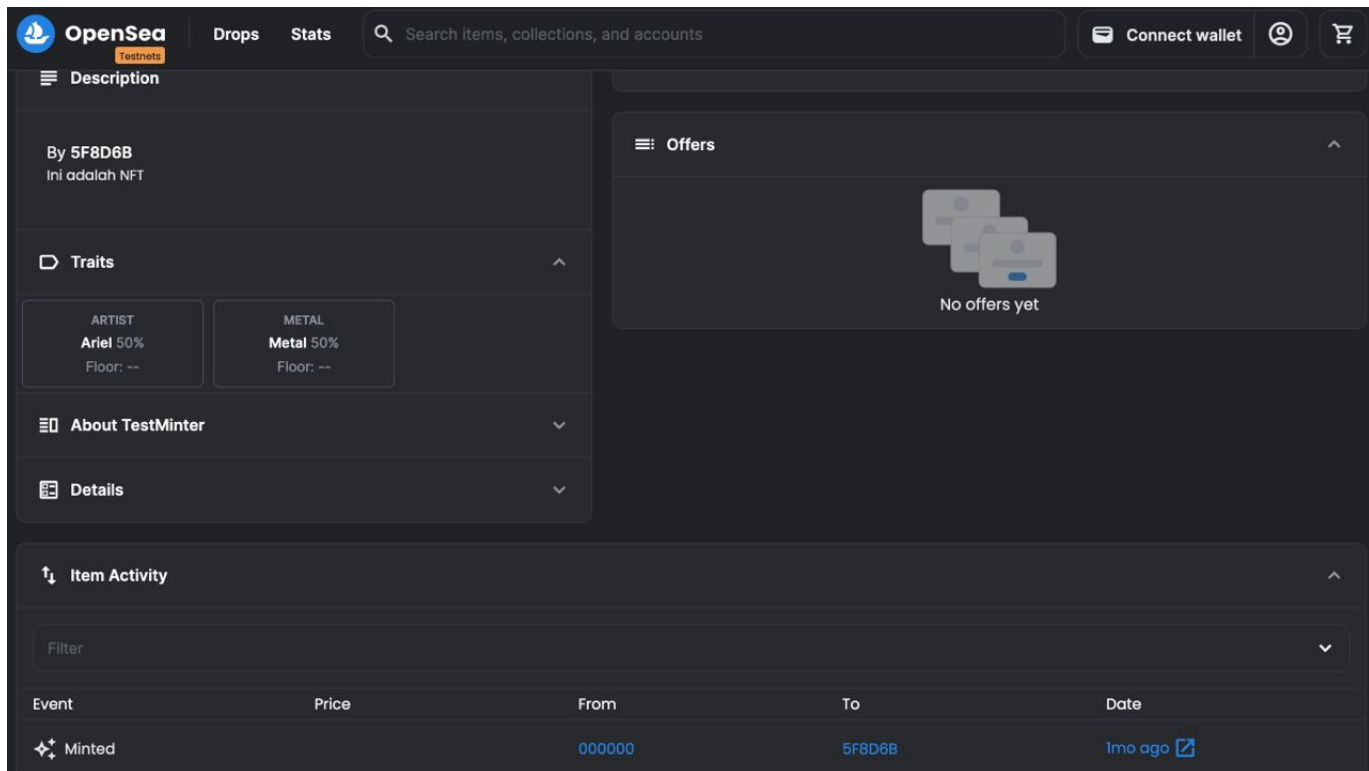 OpenSea
Testnets
Drops
Stats
Search items, collections, and accounts
Connect wallet
Description
By 5F8D6B
Ini adalah NFT
Traits
ARTIST
Ariel 50%
Floor: --
METAL
Metal 50%
Floor: --
About TestMinter
Details
Offers
No offers yet
Item Activity
Filter
Event Price From To Date
Minted 000000 5F8D6B 1mo ago